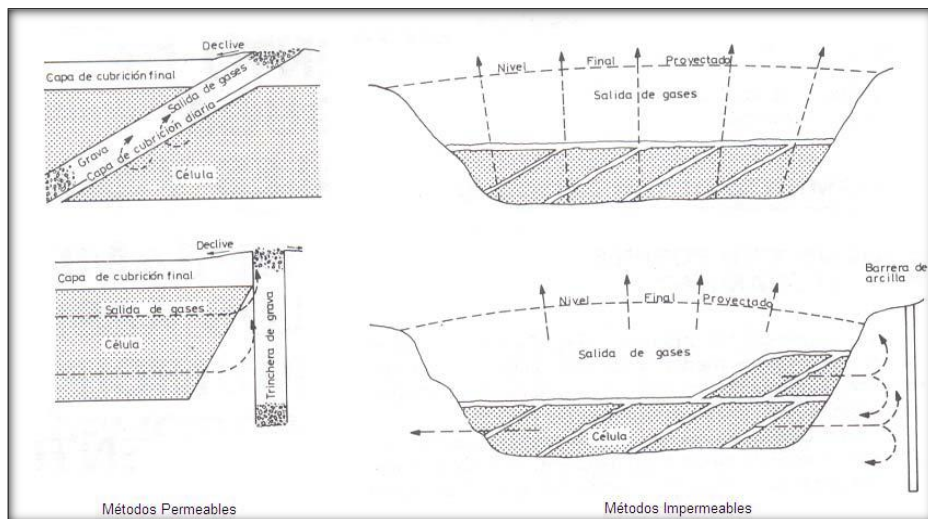 Declive
Capa de cubrición final
Salida de gases
Capa de cubrición diaria
Grava
Célula
Declive
Capa de cubrición final
Salida de gases
Célula
Trinchera de grava
Métodos Permeables
Nivel Final Proyectado
Salida de gases
Barrera de
arcilla
Nivel Final Proyectado
Salida de gases
Célula
Métodos Impermeables